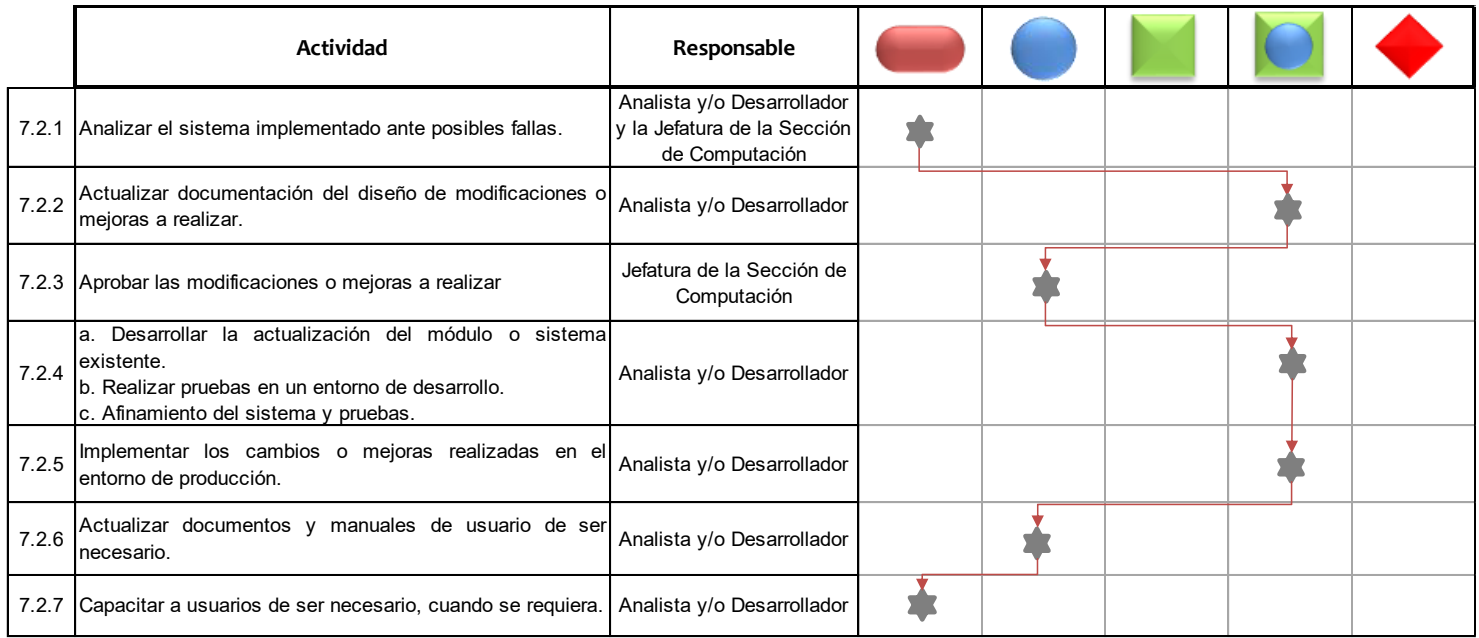 Actividad
Responsable
7.2.1
Analizar el sistema implementado ante posibles fallas.
Analista y/o Desarrollador
y la Jefatura de la Sección
de Computación
7.2.2
Actualizar documentación del diseño de modificaciones o
mejoras a realizar.
Analista y/o Desarrollador
7.2.3
Aprobar las modificaciones o mejoras a realizar
Jefatura de la Sección de
Computación
7.2.4
a. Desarrollar la actualización del módulo o sistema
existente.
b. Realizar pruebas en un entorno de desarrollo.
c. Afinamiento del sistema y pruebas.
Analista y/o Desarrollador
7.2.5
Implementar los cambios o mejoras realizadas en el
entorno de producción.
Analista y/o Desarrollador
7.2.6
Actualizar documentos y manuales de usuario de ser
necesario.
Analista y/o Desarrollador
7.2.7
Capacitar a usuarios de ser necesario, cuando se requiera.
Analista y/o Desarrollador